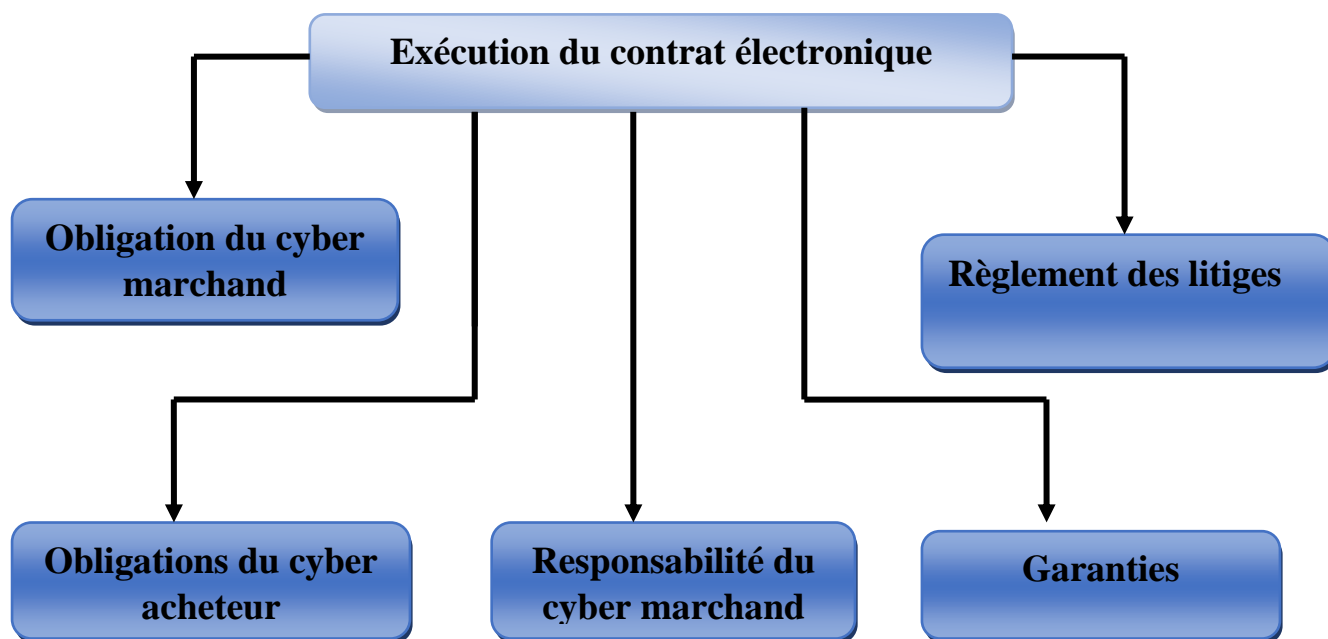 Exécution du contrat électronique
Obligation du cyber
marchand
Règlement des litiges
Obligations du cyber
acheteur
Responsabilité du
cyber marchand
Garanties